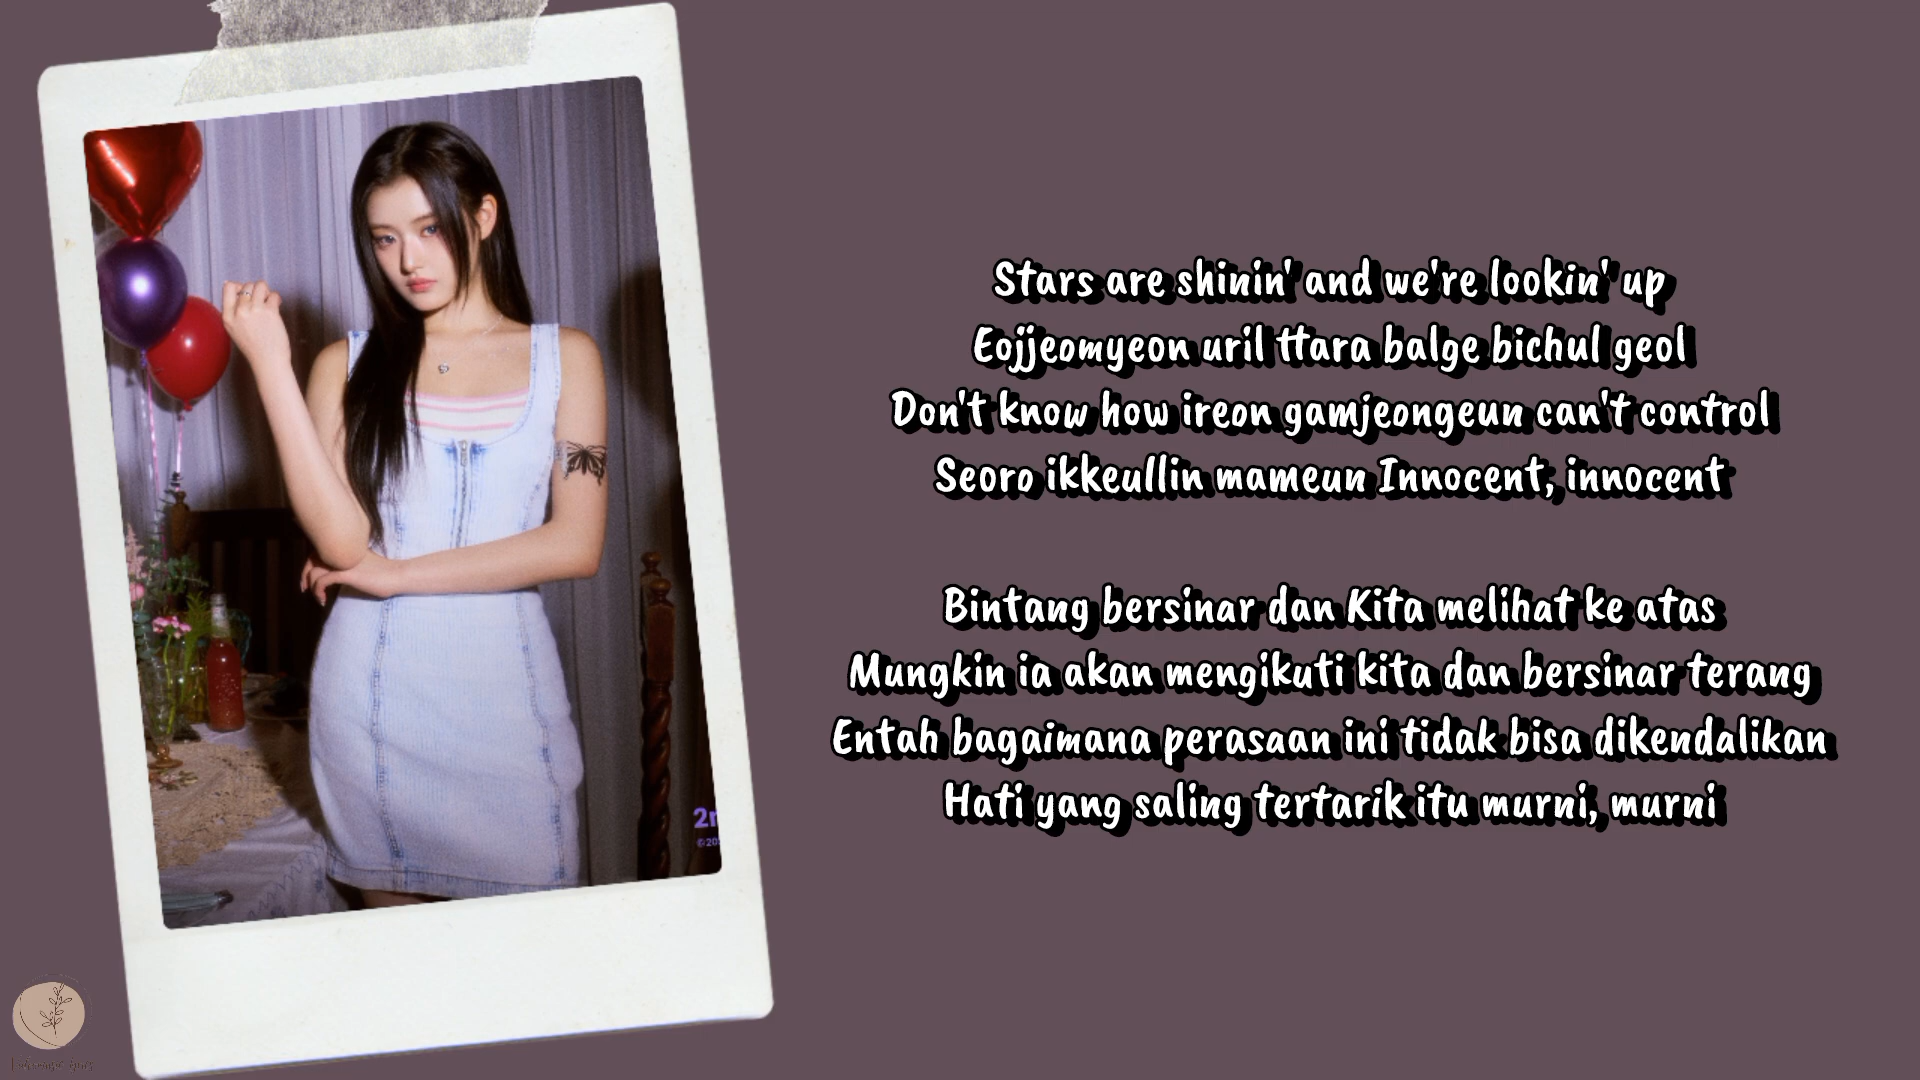 Stars are shinin' and we're lookin' up
Eojjeomyeon uril ttara balge bichul geol
Don't know how ireon gamjeongeun can't control
Seoro ikkeullin mameun Innocent, innocent
Bintang bersinar dan Kita melihat ke atas
Mungkin ia akan mengikuti kita dan bersinar terang
Entah bagaimana perasaan ini tidak bisa dikendalikan
Hati yang saling tertarik itu murni, murni